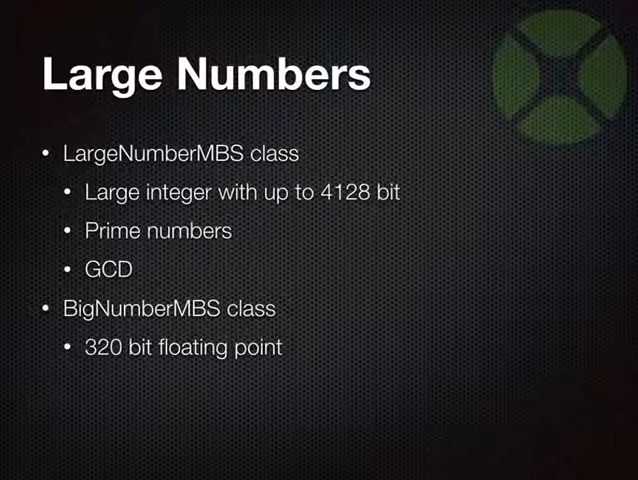 Large Numbers
• LargeNumberMBS class
• Large integer with up to 4128 bit
• Prime numbers
• GCD
• BigNumberMBS class
• 320 bit floating point